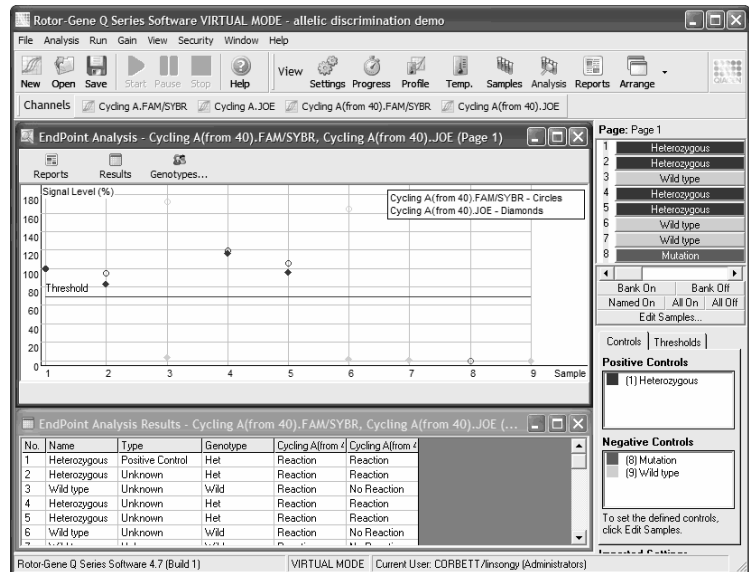 Rotor-Gene Q Series Software VIRTUAL MODE - allelic discrimination demo
File Analysis Run Gain View Security Window Help
New Open Save Start Pause Stop Help View Settings Progress Profile Temp. Samples Analysis Reports Arrange
Channels Cycling A.FAM/SYBR Cycling A.JOE Cycling A(from 40).FAM/SYBR Cycling A(from 40).JOE
EndPoint Analysis - Cycling A(from 40).FAM/SYBR, Cycling A(from 40).JOE (Page 1)
Reports Results Genotypes...
Signal Level (%)
Cycling A(from 40).FAM/SYBR - Circles
Cycling A(from 40).JOE - Diamonds
180
160
140
120
100
80
60
40
20
0
Threshold
1 2 3 4 5 6 7 8 9 Sample
Page: Page 1
1 Heterozygous
2 Heterozygous
3 Wild type
4 Heterozygous
5 Heterozygous
6 Wild type
7 Wild type
8 Mutation
Bank On Bank Off
Named On All On All Off
Edit Samples...
Controls Thresholds
Positive Controls
(1) Heterozygous
Negative Controls
(8) Mutation
(9) Wild type
To set the defined controls,
click Edit Samples.
Imported Settings
EndPoint Analysis Results - Cycling A(from 40).FAM/SYBR, Cycling A(from 40).JOE (...
No. Name Type Genotype Cycling A(from 4 Cycling A(from 4
1 Heterozygous Positive Control Het Reaction Reaction
2 Heterozygous Unknown Het Reaction Reaction
3 Wild type Unknown Wild Reaction No Reaction
4 Heterozygous Unknown Het Reaction Reaction
5 Heterozygous Unknown Het Reaction Reaction
6 Wild type Unknown Wild Reaction No Reaction
Rotor-Gene Q Series Software 4.7 (Build 1) VIRTUAL MODE Current User: CORBETT/linsongy (Administrators)